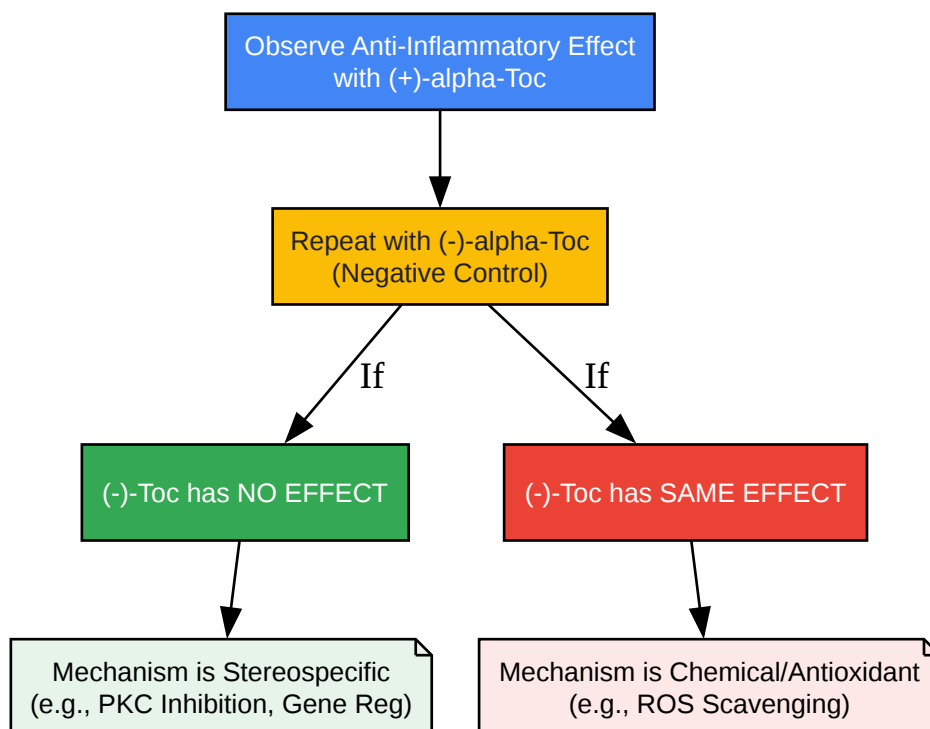 Observe Anti-Inflammatory Effect
with (+)-alpha-Toc
Repeat with (-)-alpha-Toc
(Negative Control)
If
If
(-)-Toc has NO EFFECT
(-)-Toc has SAME EFFECT
Mechanism is Stereospecific
(e.g., PKC Inhibition, Gene Reg)
Mechanism is Chemical/Antioxidant
(e.g., ROS Scavenging)